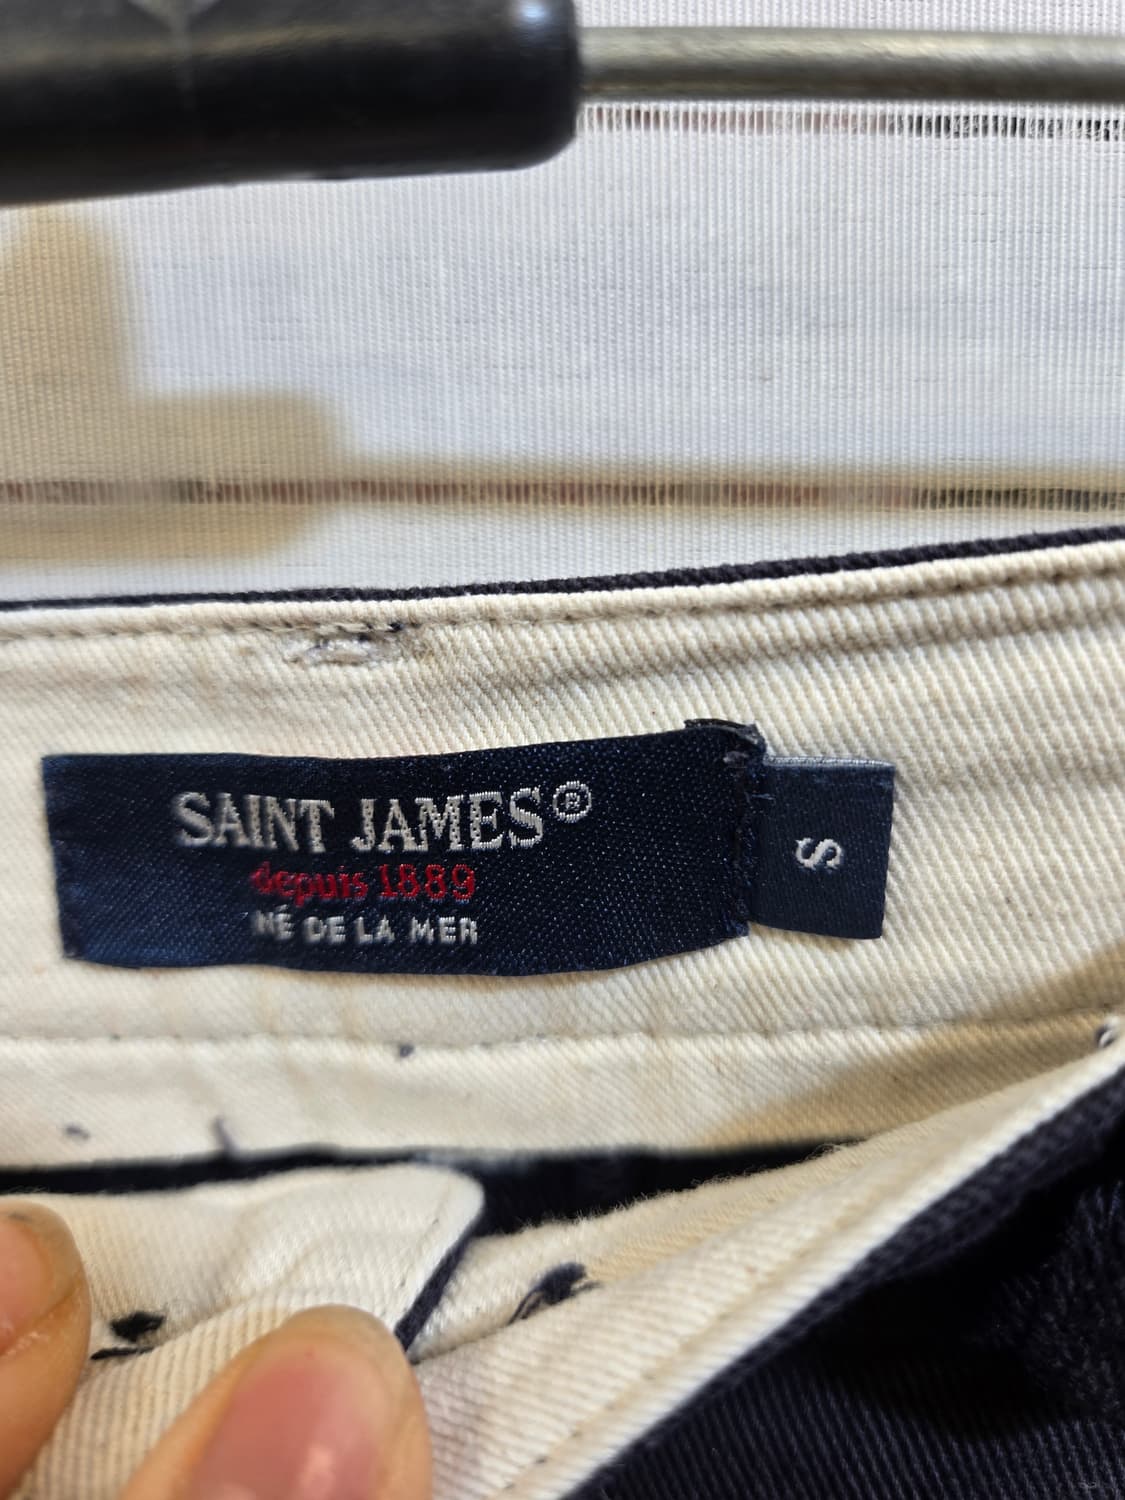 SAINT JAMES®
depuis 1889
NÉ DE LA MER
S